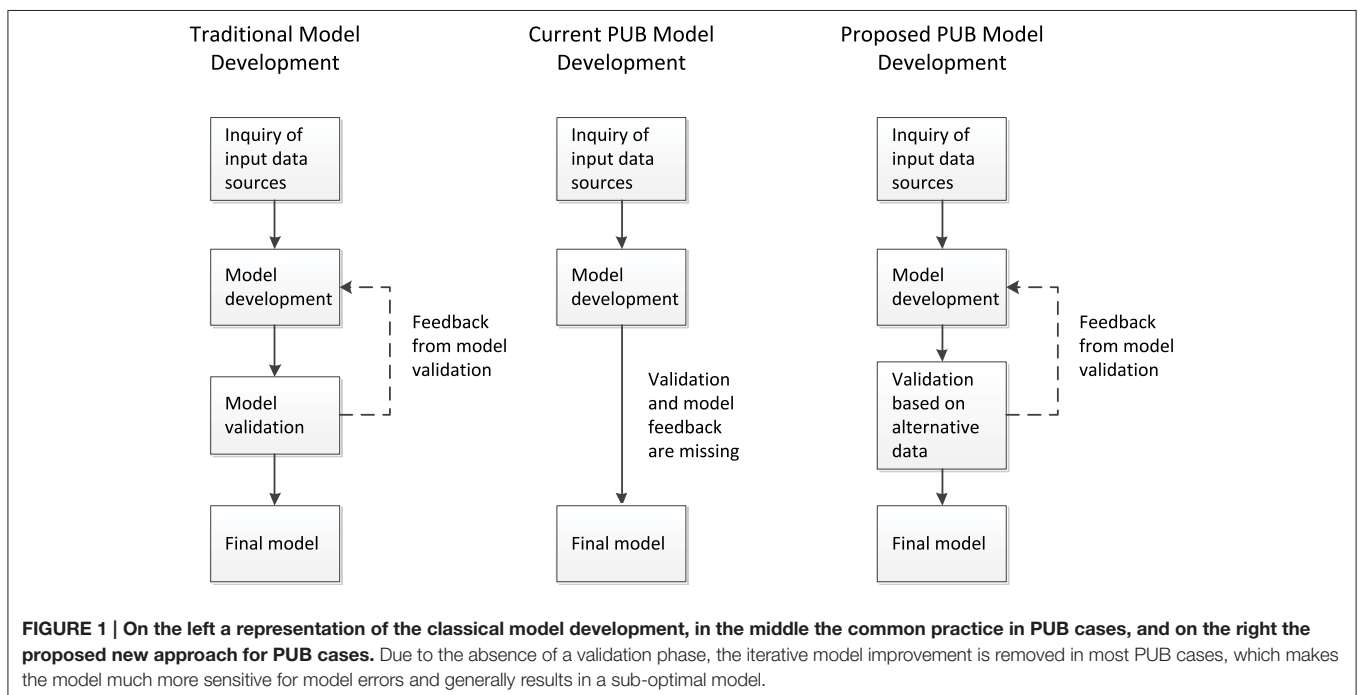 Traditional Model
Development
Current PUB Model
Development
Proposed PUB Model
Development
Inquiry of
input data
sources
Model
development
Feedback
from model
validation
Model
validation
Final model
Inquiry of
input data
sources
Model
development
Validation
and model
feedback
are missing
Final model
Inquiry of
input data
sources
Model
development
Feedback
from model
validation
Validation
based on
alternative
data
Final model
FIGURE 1 | On the left a representation of the classical model development, in the middle the common practice in PUB cases, and on the right the
proposed new approach for PUB cases. Due to the absence of a validation phase, the iterative model improvement is removed in most PUB cases, which makes
the model much more sensitive for model errors and generally results in a sub-optimal model.